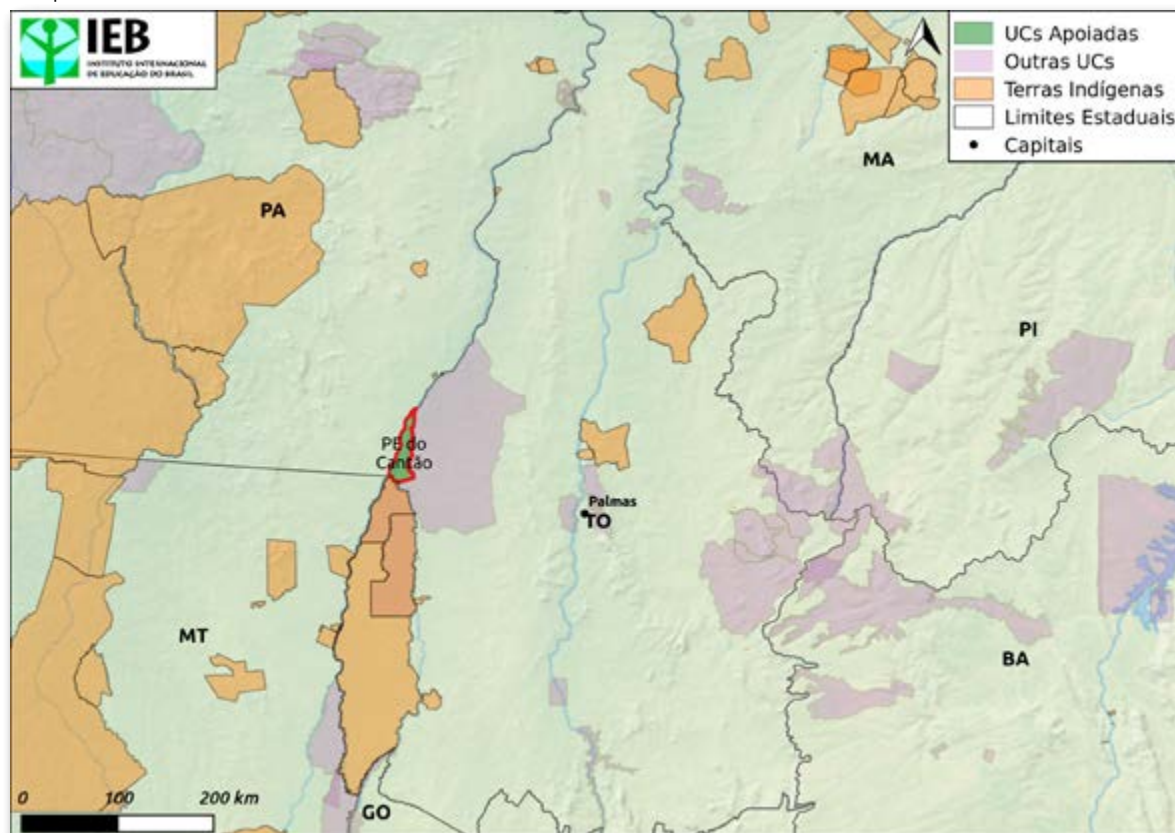 IEB
INSTITUTO INTERNACIONAL
DE EDUCAÇÃO DO BRASIL
UCs Apoiadas
Outras UCs
Terras Indígenas
Limites Estaduais
Capitais
MA
PA
PI
PE do
Cantão
Palmas
TO
MT
BA
GO
0 100 200 km